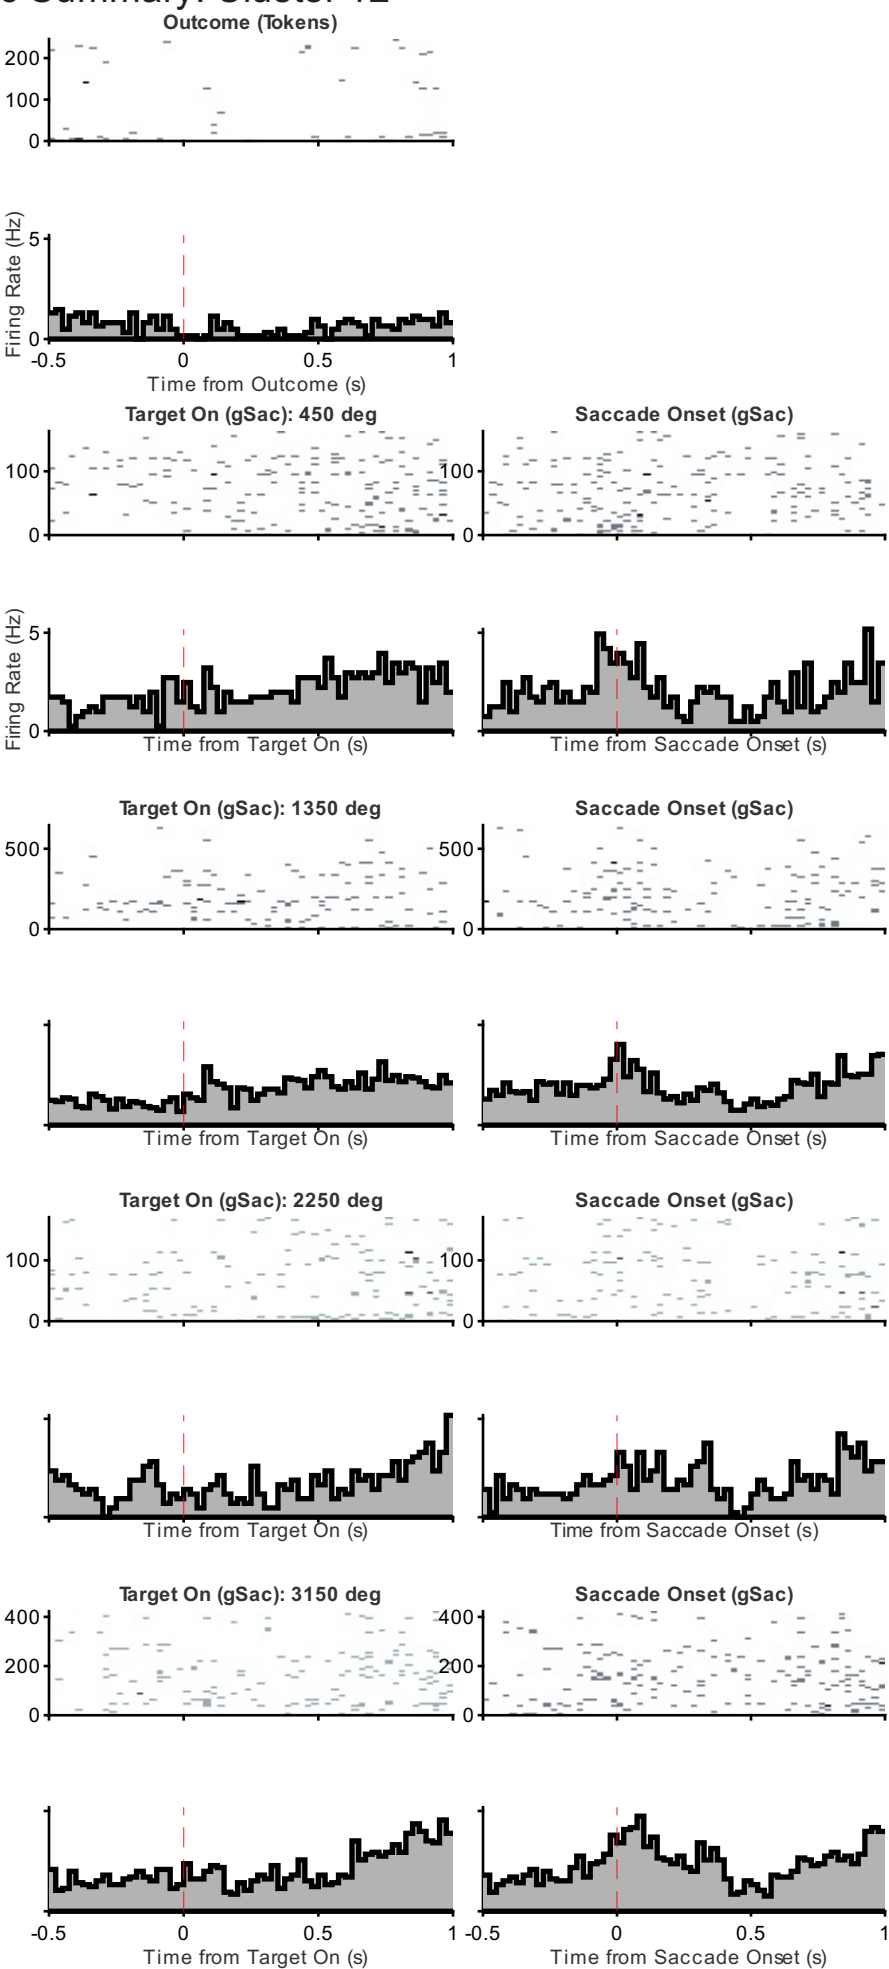 Summary: Cluster
Outcome (Tokens)
200
100
0
Firing Rate (Hz)
5
0
-0.5 0 0.5 1
Time from Outcome (s)
Target On (gSac): 450 deg Saccade Onset (gSac)
100 100
0 0
Firing Rate (Hz)
5
0
Time from Target On (s) Time from Saccade Onset (s)
Target On (gSac): 1350 deg Saccade Onset (gSac)
500 500
0 0
Time from Target On (s) Time from Saccade Onset (s)
Target On (gSac): 2250 deg Saccade Onset (gSac)
100 100
0 0
Time from Target On (s) Time from Saccade Onset (s)
Target On (gSac): 3150 deg Saccade Onset (gSac)
400 400
200 200
0 0
-0.5 0 0.5 1 -0.5 0 0.5 1
Time from Target On (s) Time from Saccade Onset (s)